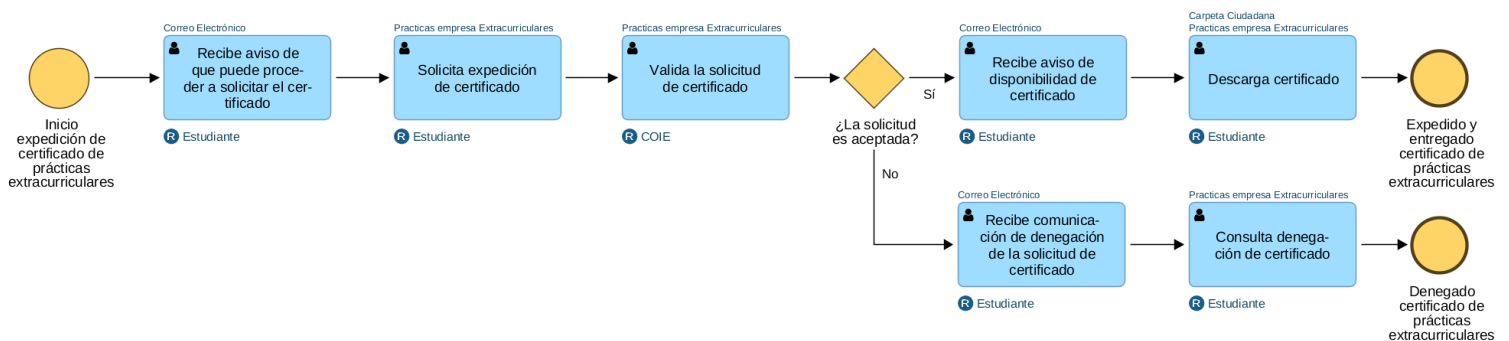 Inicio
expedición de
certificado de
prácticas
extracurriculares
Correo Electrónico
Recibe aviso de
que puede proce-
der a solicitar el cer-
tificado
R Estudiante
Practicas empresa Extracurriculares
Solicita expedición
de certificado
R Estudiante
Practicas empresa Extracurriculares
Valida la solicitud
de certificado
R COIE
¿La solicitud
es aceptada?
Sí
Correo Electrónico
Recibe aviso de
disponibilidad de
certificado
R Estudiante
Carpeta Ciudadana
Practicas empresa Extracurriculares
Descarga certificado
R Estudiante
Expedido y
entregado
certificado de
prácticas
extracurriculares
No
Correo Electrónico
Recibe comunica-
ción de denegación
de la solicitud de
certificado
R Estudiante
Practicas empresa Extracurriculares
Consulta denega-
ción de certificado
R Estudiante
Denegado
certificado de
prácticas
extracurriculares